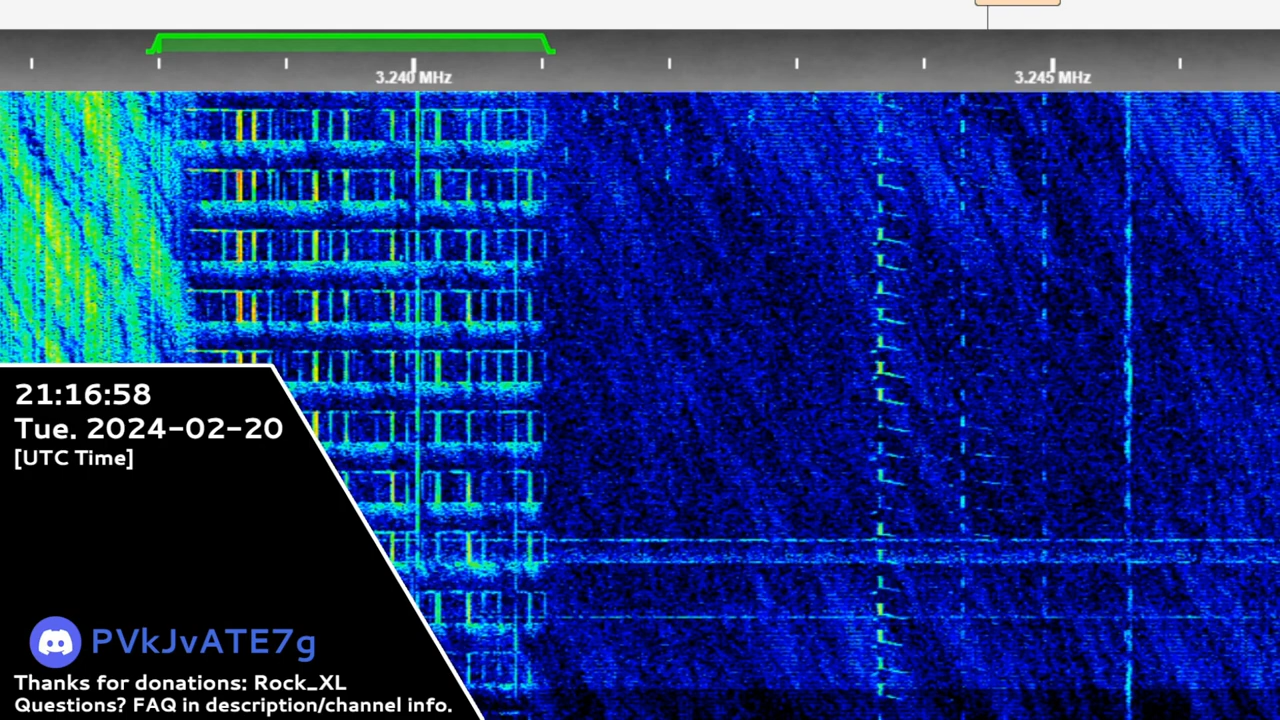 3.240 MHz
3.245 MHz
21:16:58
Tue. 2024-02-20
[UTC Time]
PVkJvATE7g
Thanks for donations: Rock_XL
Questions? FAQ in description/channel info.